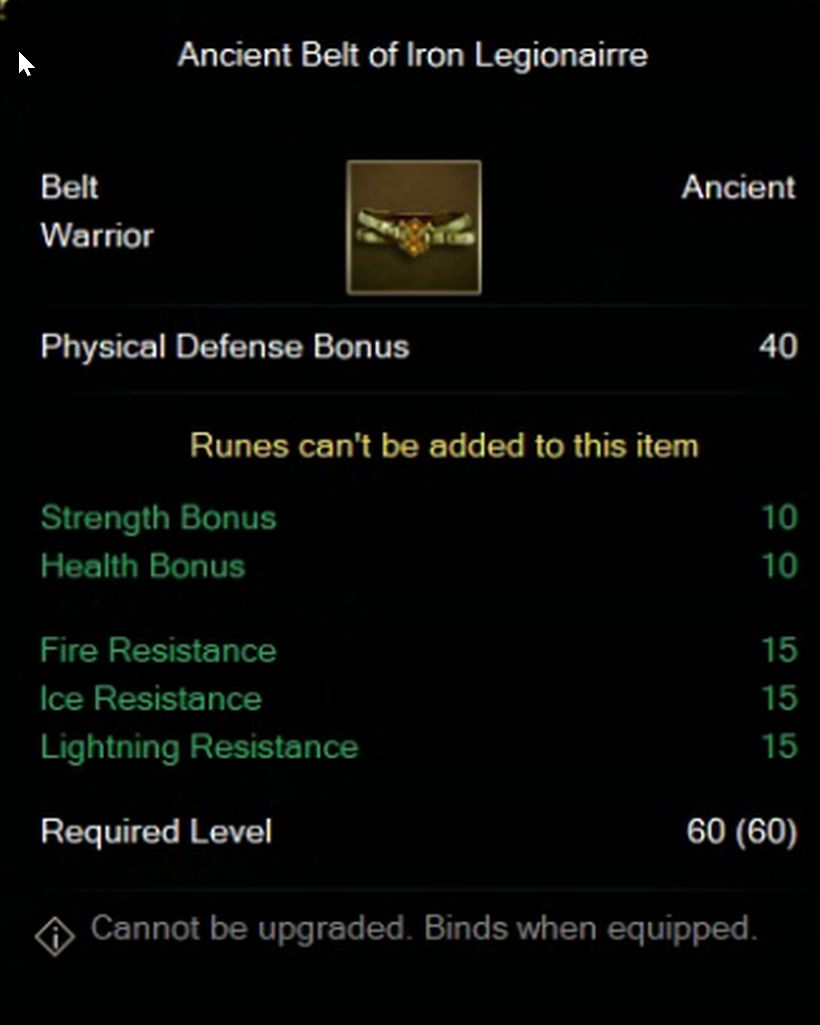 Ancient Belt of Iron Legionairre
Belt Ancient
Warrior
Physical Defense Bonus 40
Runes can't be added to this item
Strength Bonus 10
Health Bonus 10
Fire Resistance 15
Ice Resistance 15
Lightning Resistance 15
Required Level 60 (60)
Cannot be upgraded. Binds when equipped.